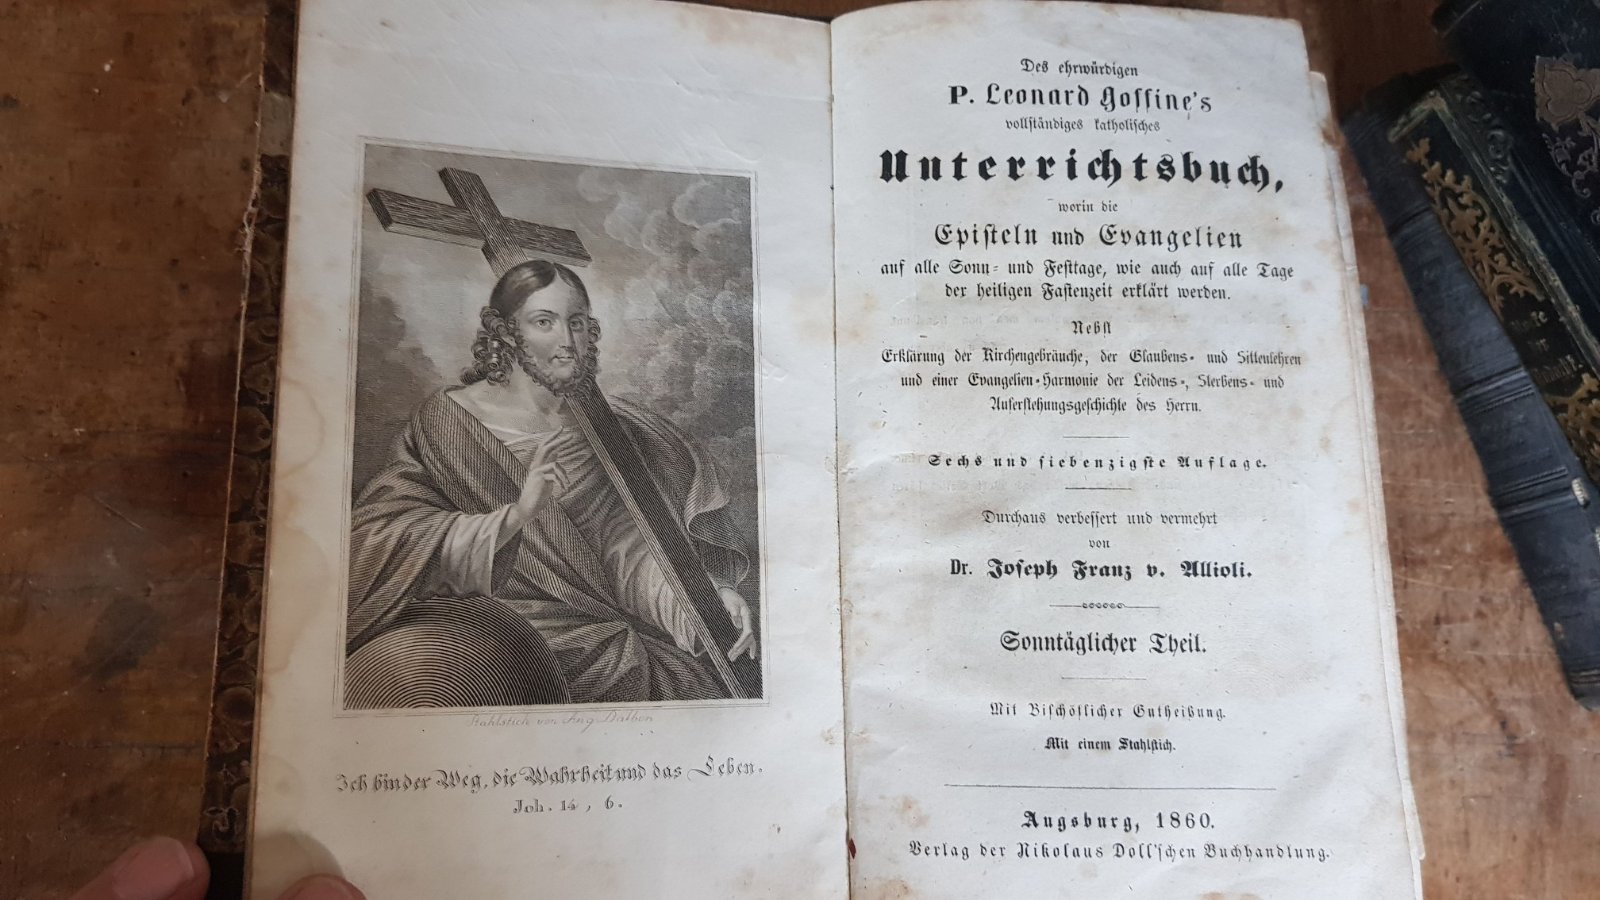 Stahlstich von Ang. Dalbon
Ich bin der Weg, die Wahrheit und das Leben.
Joh. 14, 6.
Des ehrwürdigen
P. Leonard Goffine's
vollständiges katholisches
Unterrichtsbuch,
worin die
Episteln und Evangelien
auf alle Sonn- und Festtage, wie auch auf alle Tage
der heiligen Fastenzeit erklärt werden.
Nebst
Erklärung der Kirchengebräuche, der Glaubens- und Sittenlehren
und einer Evangelien-Harmonie der Leidens-, Sterbens- und
Auferstehungsgeschichte des Herrn.
Sechs und siebenzigste Auflage.
Durchaus verbessert und vermehrt
von
Dr. Joseph Franz v. Allioli.
Sonntäglicher Theil.
Mit Bischöflicher Gutheißung.
Mit einem Stahlstich.
Augsburg, 1860.
Verlag der Nikolaus Doll'schen Buchhandlung.